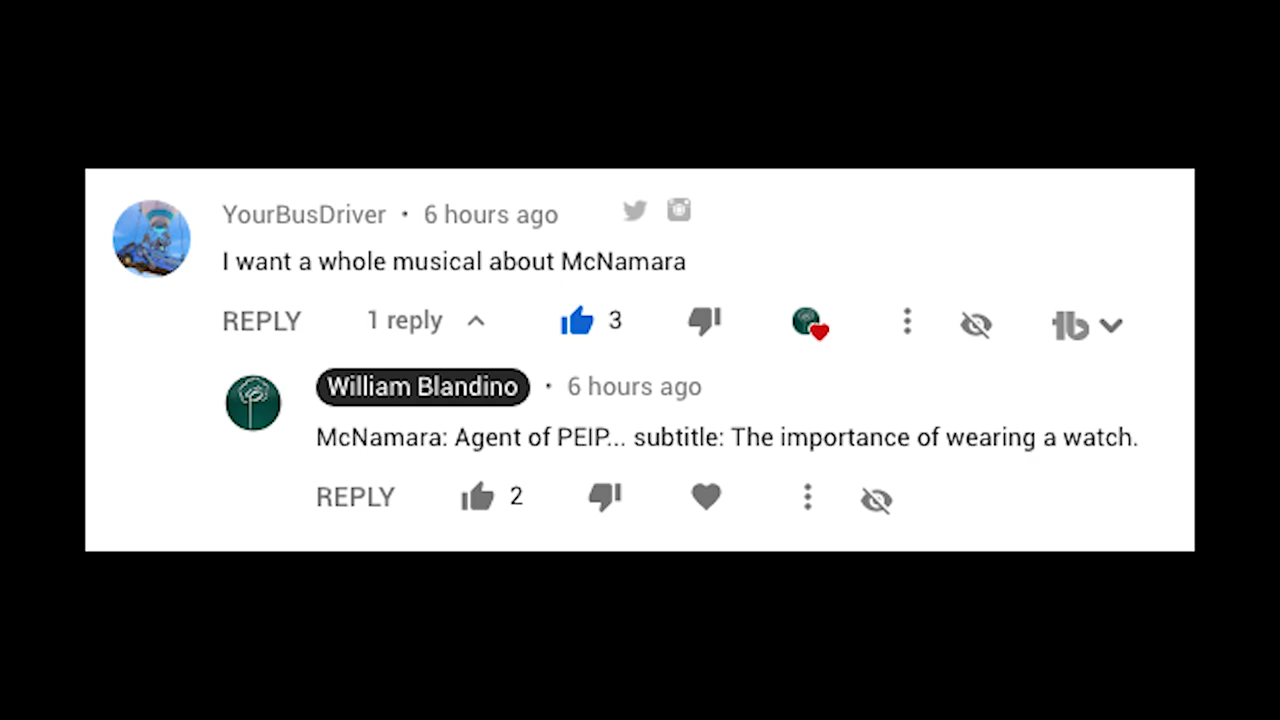 YourBusDriver • 6 hours ago
I want a whole musical about McNamara
REPLY 1 reply 3
William Blandino • 6 hours ago
McNamara: Agent of PEIP... subtitle: The importance of wearing a watch.
REPLY 2